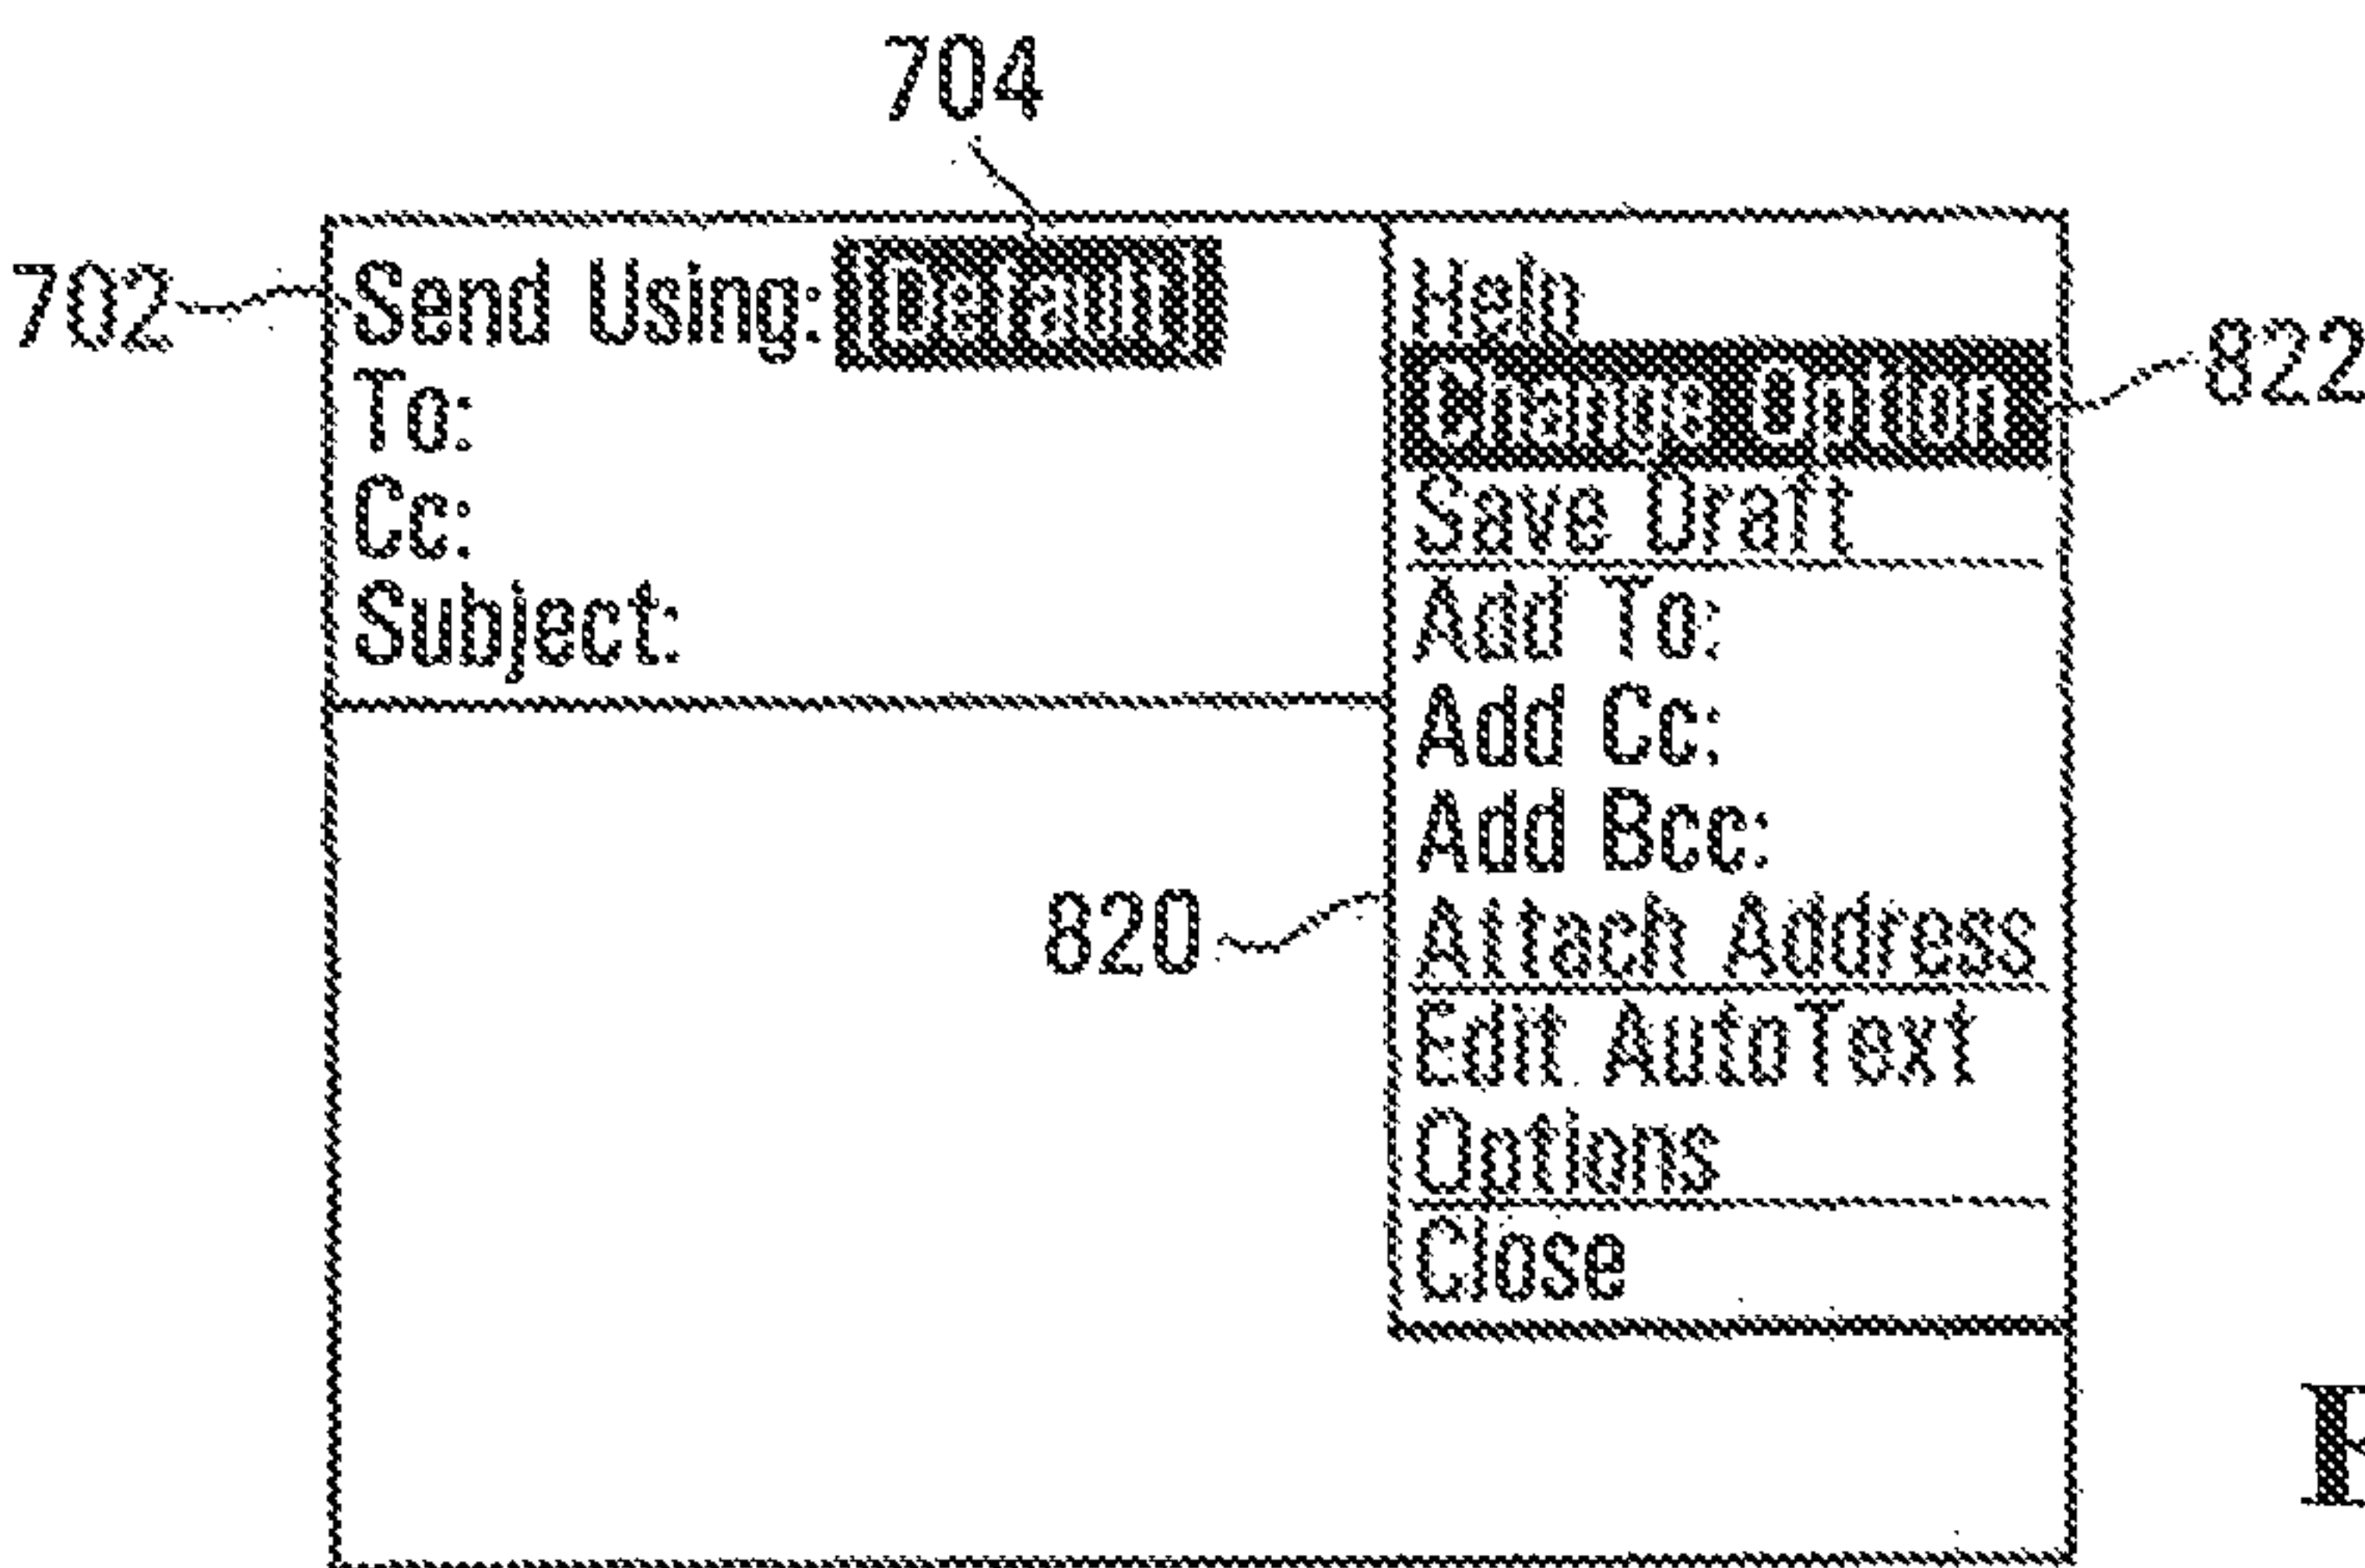 704
702
Send Using: [Default]
To:
Cc:
Subject:
Help
Change Option
822
Save Draft
Add To:
Add Cc:
Add Bcc:
820
Attach Address
Edit AutoText
Options
Close